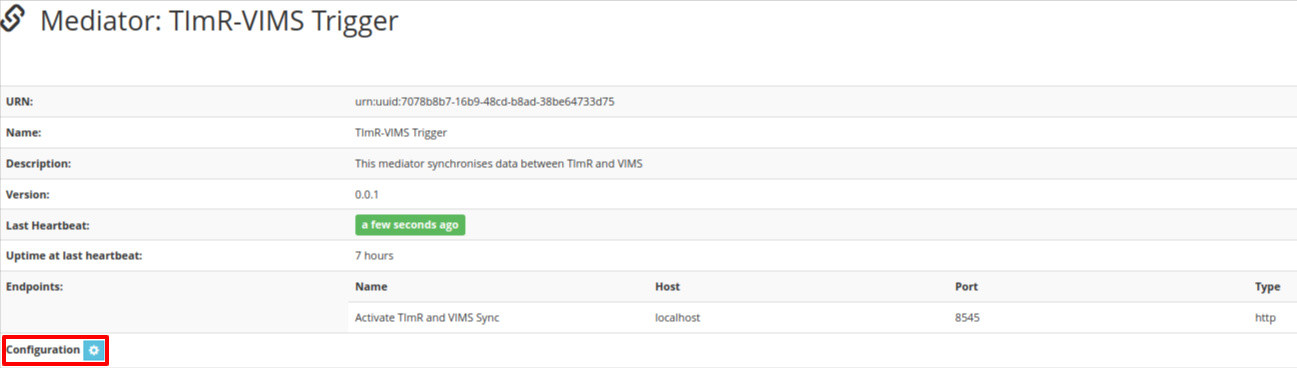 Mediator: TImR-VIMS Trigger
URN: urn:uuid:7078b8b7-16b9-48cd-b8ad-38be64733d75
Name: TImR-VIMS Trigger
Description: This mediator synchronises data between TImR and VIMS
Version: 0.0.1
Last Heartbeat: a few seconds ago
Uptime at last heartbeat: 7 hours
Endpoints: Name Host Port Type
Activate TImR and VIMS Sync localhost 8545 http
Configuration